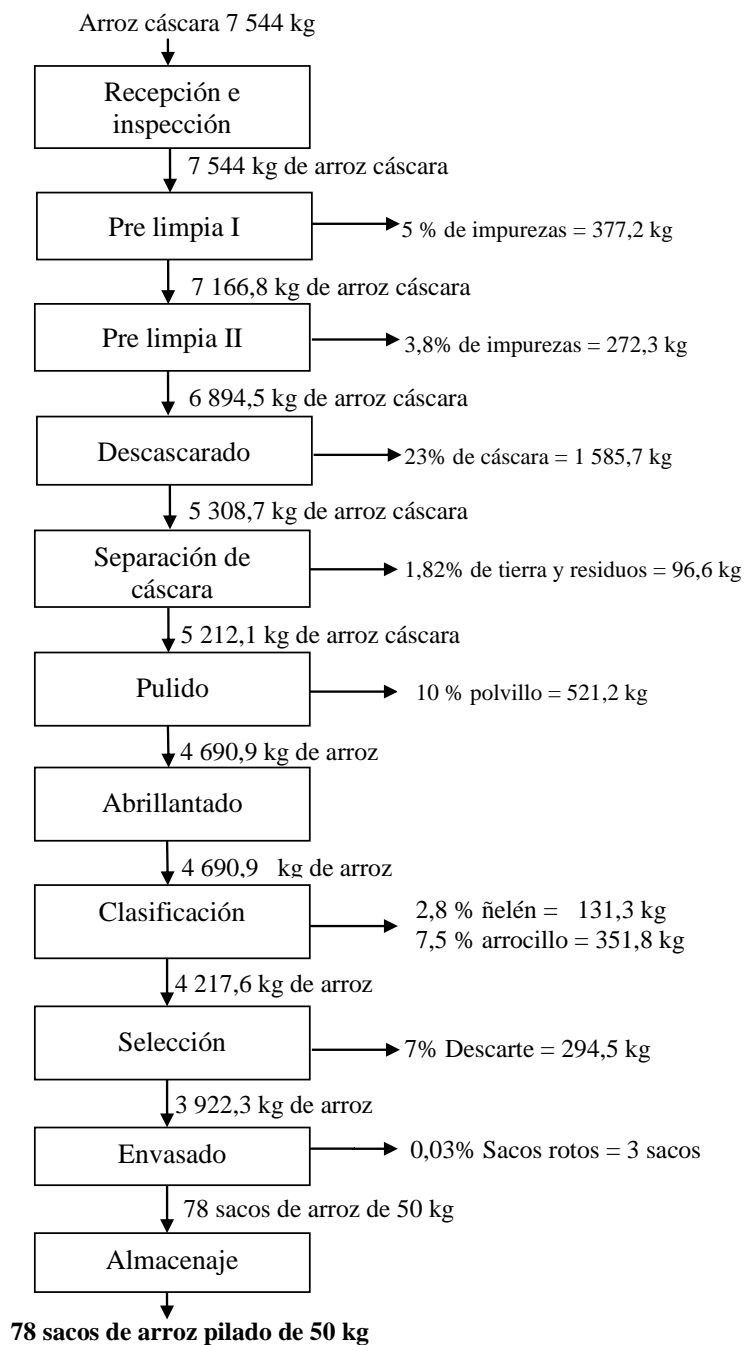 Arroz cáscara 7 544 kg
Recepción e
inspección
7 544 kg de arroz cáscara
Pre limpia I
5 % de impurezas = 377,2 kg
7 166,8 kg de arroz cáscara
Pre limpia II
3,8% de impurezas = 272,3 kg
6 894,5 kg de arroz cáscara
Descascarado
23% de cáscara = 1 585,7 kg
5 308,7 kg de arroz cáscara
Separación de
cáscara
1,82% de tierra y residuos = 96,6 kg
5 212,1 kg de arroz cáscara
Pulido
10 % polvillo = 521,2 kg
4 690,9 kg de arroz
Abrillantado
4 690,9 kg de arroz
Clasificación
2,8 % ñelén = 131,3 kg
7,5 % arrocillo = 351,8 kg
4 217,6 kg de arroz
Selección
7% Descarte = 294,5 kg
3 922,3 kg de arroz
Envasado
0,03% Sacos rotos = 3 sacos
78 sacos de arroz de 50 kg
Almacenaje
78 sacos de arroz pilado de 50 kg